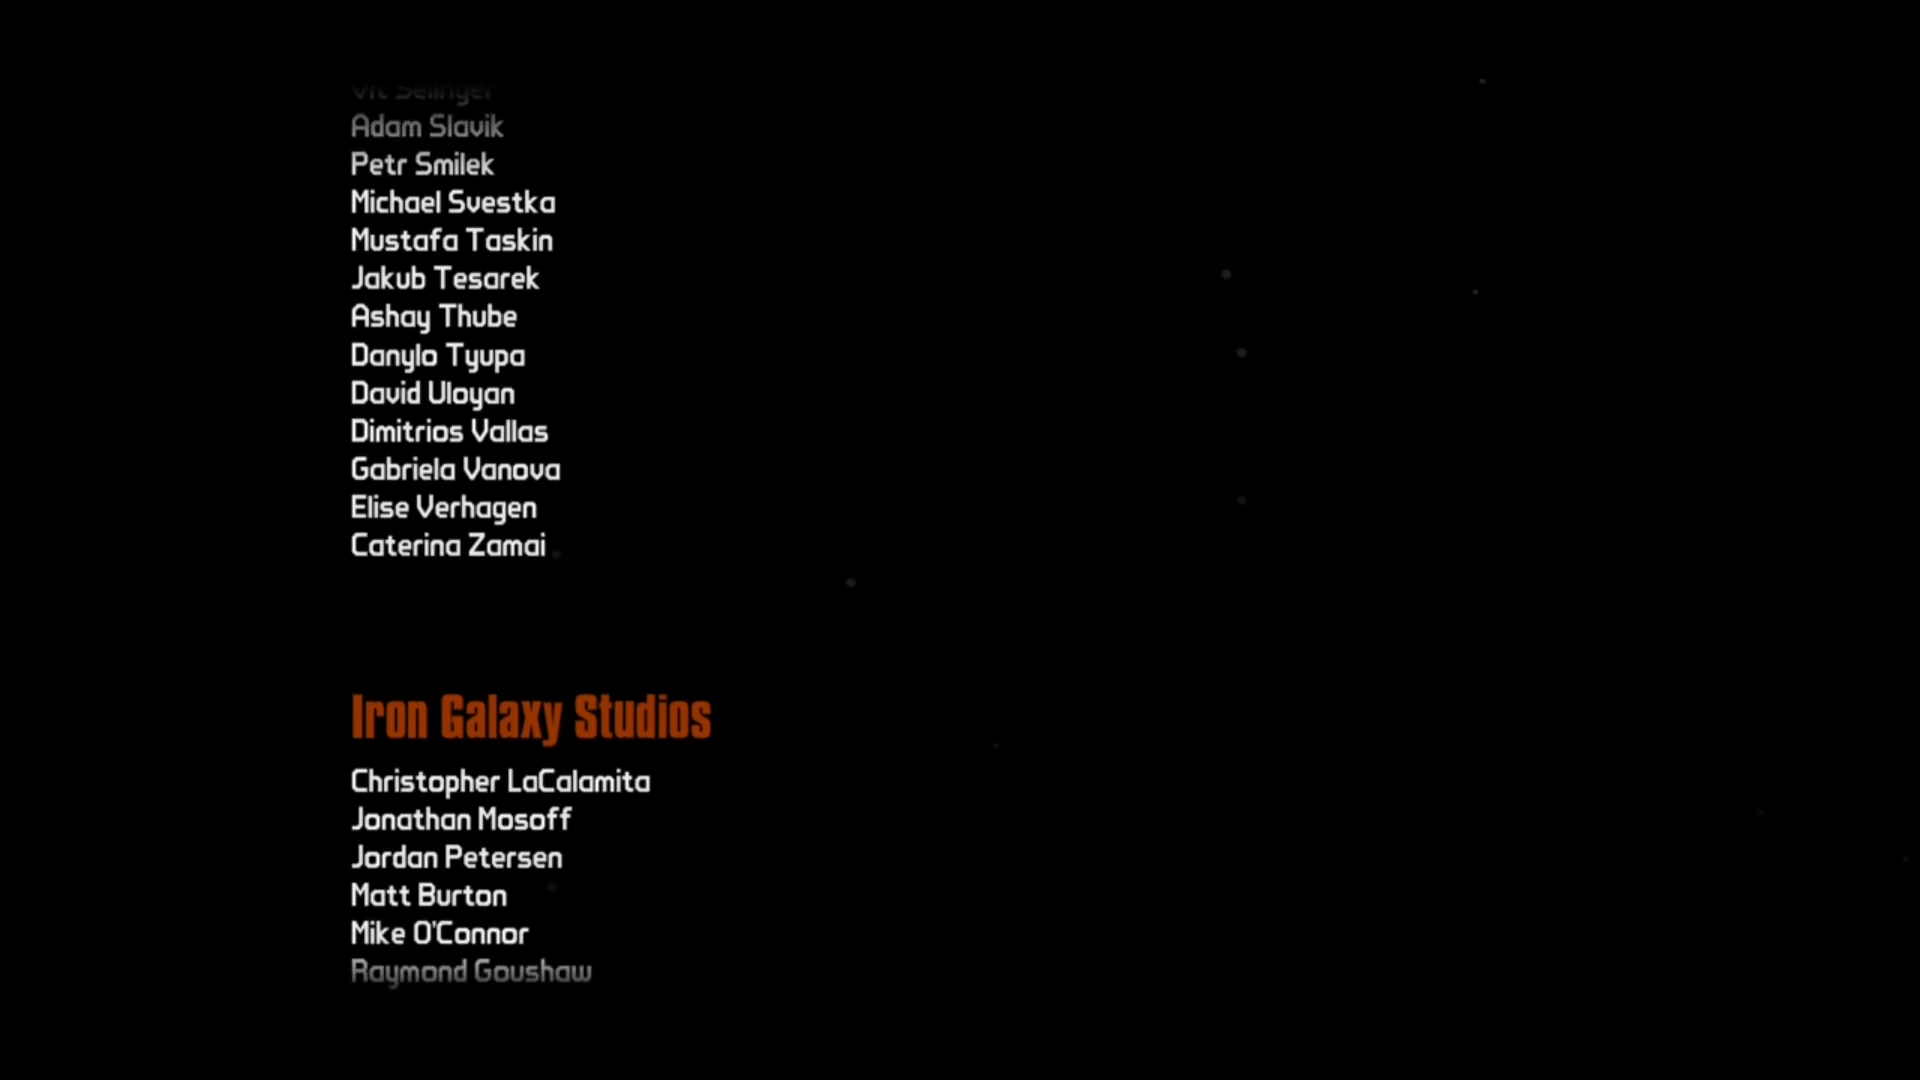 Vit Selinger
Adam Slavik
Petr Smilek
Michael Svestka
Mustafa Taskin
Jakub Tesarek
Ashay Thube
Danylo Tyupa
David Uloyan
Dimitrios Vallas
Gabriela Vanova
Elise Verhagen
Caterina Zamai
Iron Galaxy Studios
Christopher LaCalamita
Jonathan Mosoff
Jordan Petersen
Matt Burton
Mike O'Connor
Raymond Goushaw